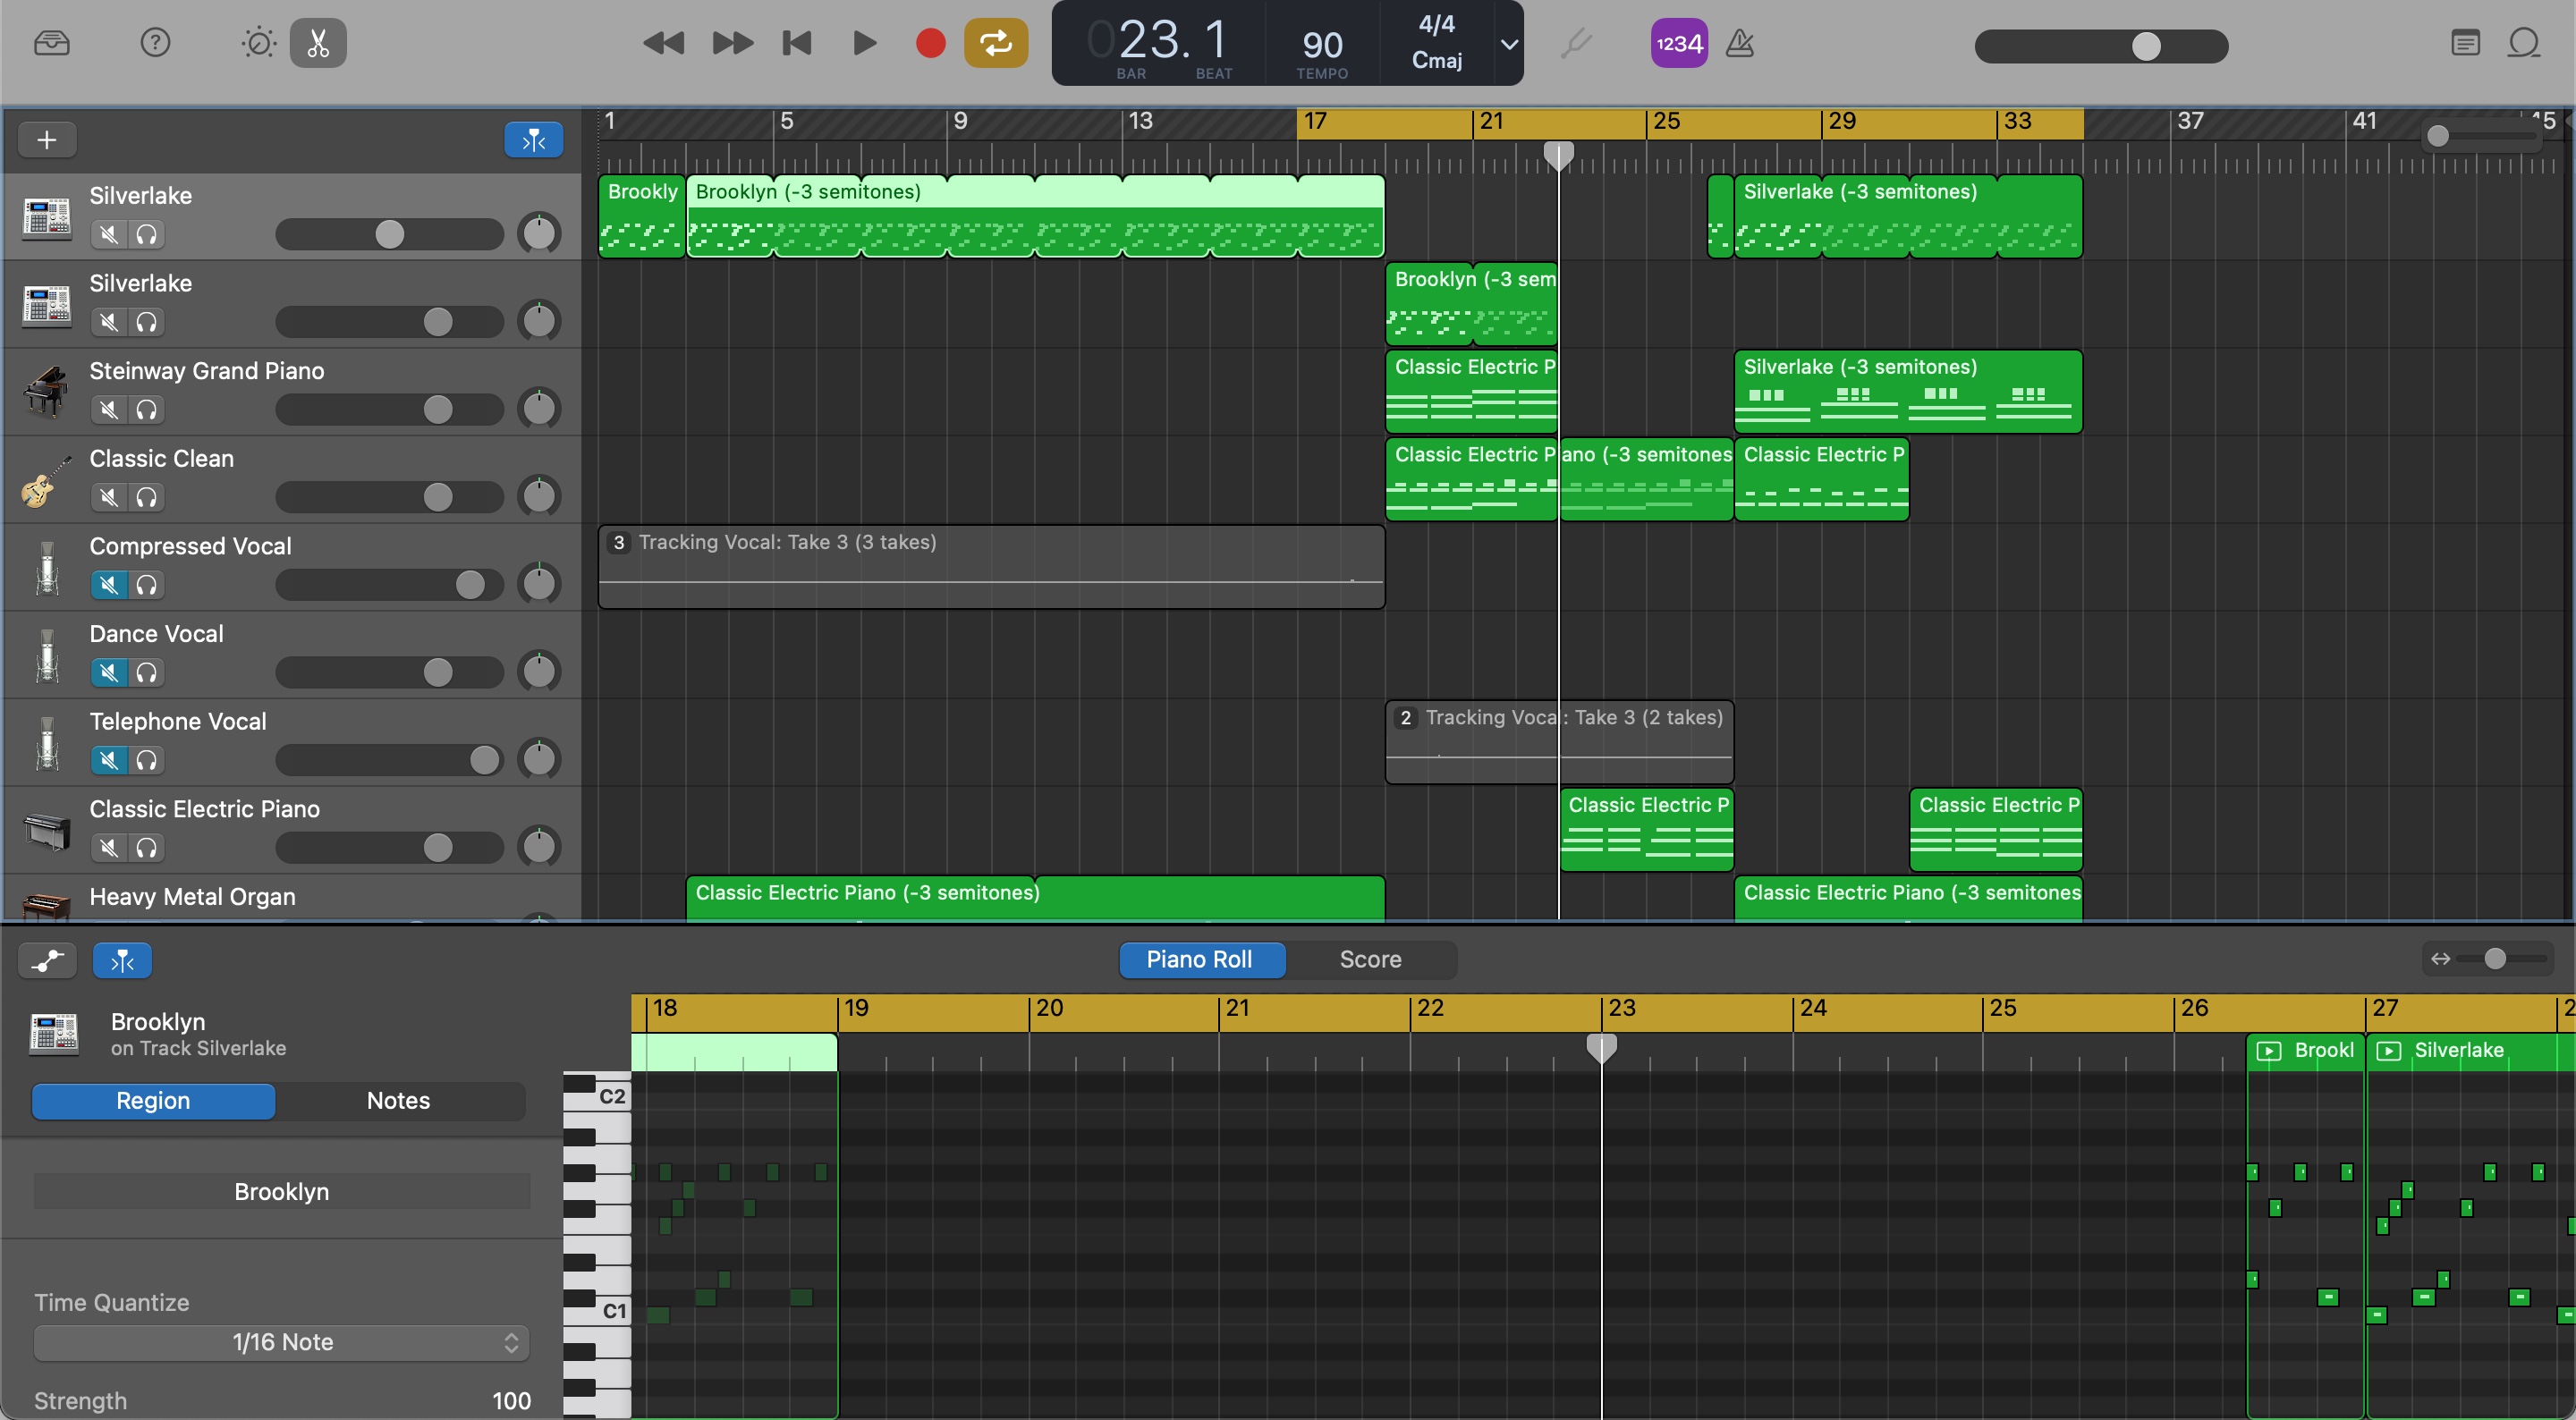 023. 1
BAR
BEAT
90
TEMPO
4/4
Cmaj
1234
1
5
9
13
17
21
25
29
33
37
41
45
Silverlake
Brookly
Brooklyn (-3 semitones)
Silverlake (-3 semitones)
Silverlake
Brooklyn (-3 sem
Steinway Grand Piano
Classic Electric P
Silverlake (-3 semitones)
Classic Clean
Classic Electric Piano (-3 semitones
Classic Electric P
Compressed Vocal
3 Tracking Vocal: Take 3 (3 takes)
Dance Vocal
Telephone Vocal
2 Tracking Vocal: Take 3 (2 takes)
Classic Electric Piano
Classic Electric P
Classic Electric P
Heavy Metal Organ
Classic Electric Piano (-3 semitones)
Classic Electric Piano (-3 semitones
Piano Roll
Score
18
19
20
21
22
23
24
25
26
27
2
Brooklyn
on Track Silverlake
Brookl
Silverlake
Region
Notes
C2
Brooklyn
Time Quantize
C1
1/16 Note
Strength
100